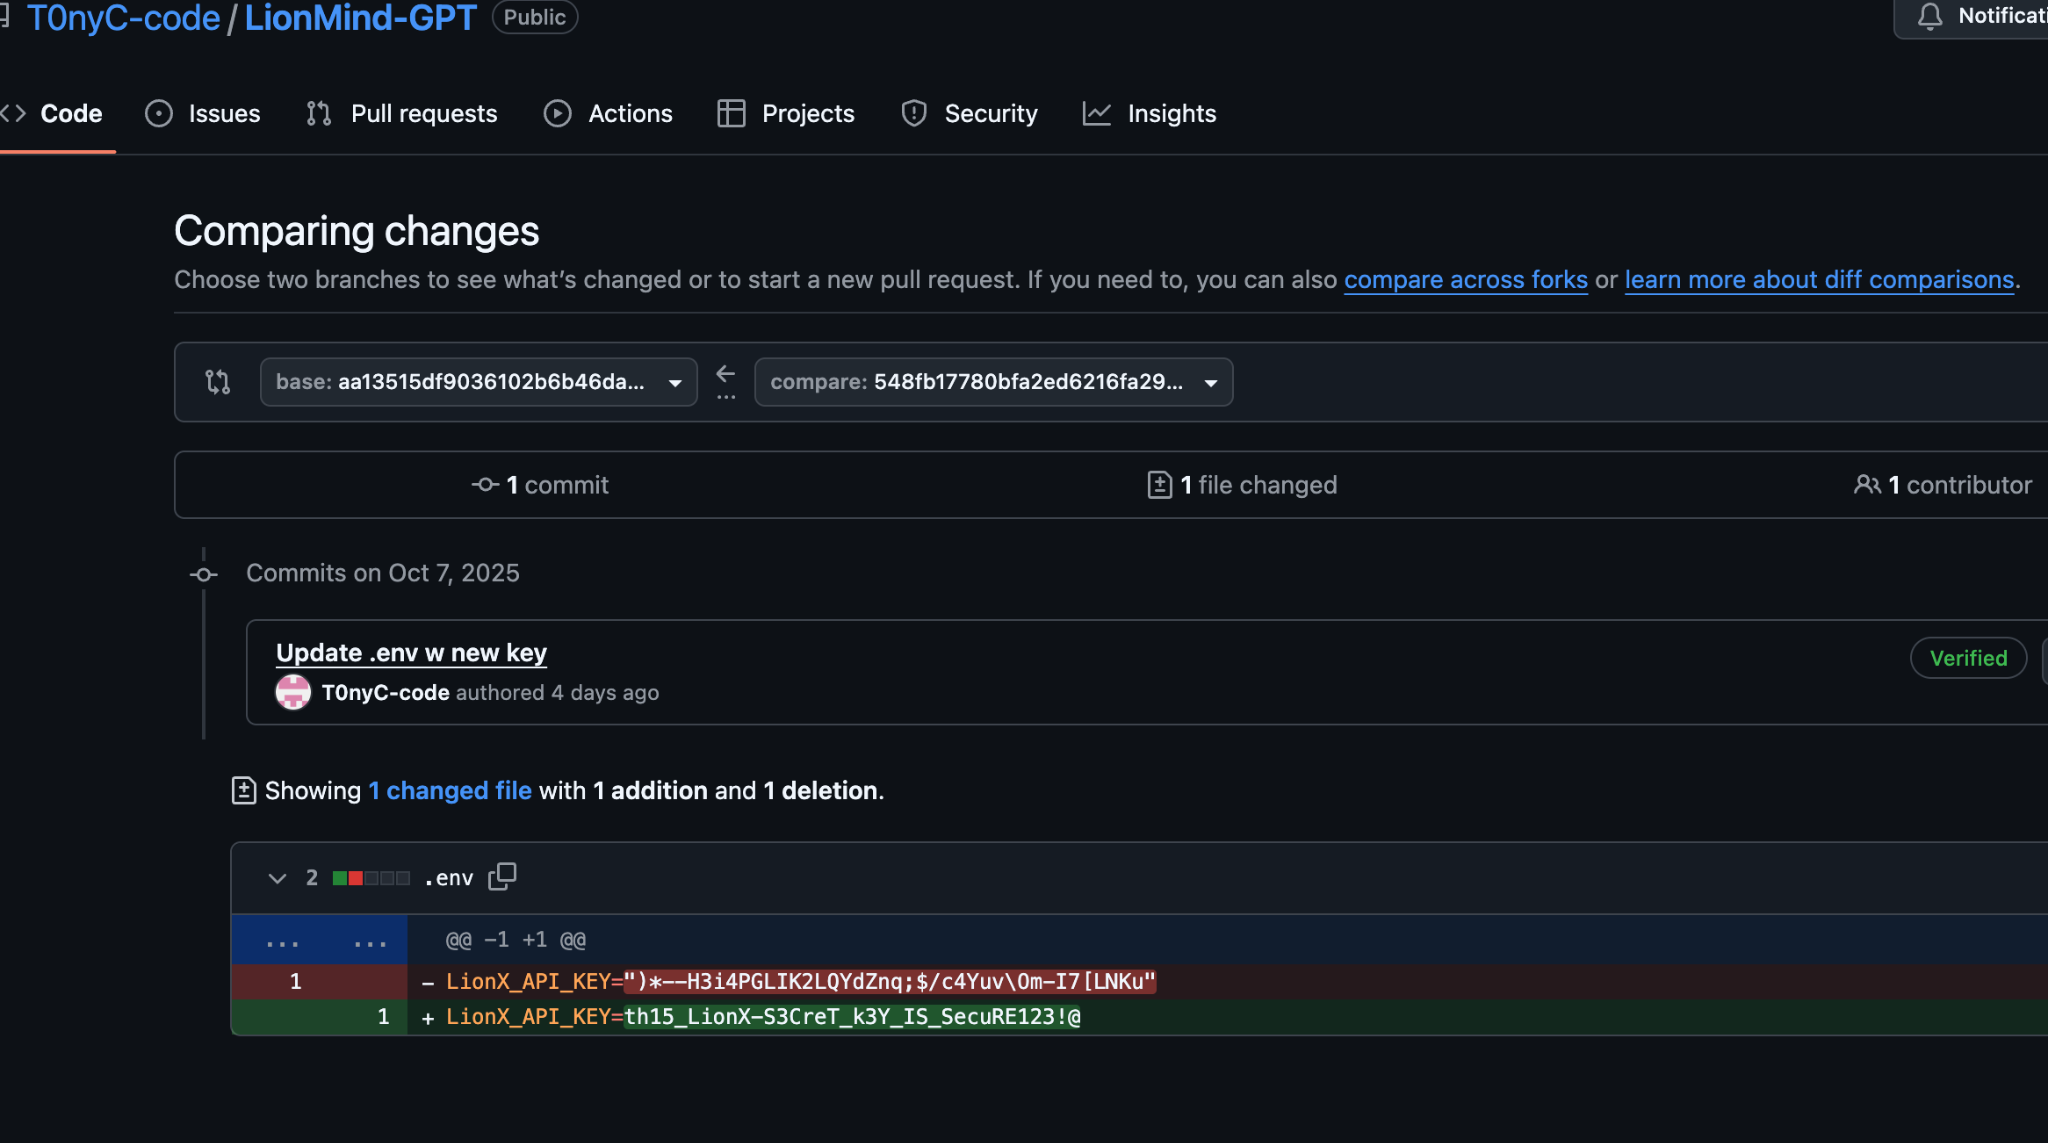 T0nyC-code / LionMind-GPT Public
Code Issues Pull requests Actions Projects Security Insights
Comparing changes
Choose two branches to see what's changed or to start a new pull request. If you need to, you can also compare across forks or learn more about diff comparisons.
base: aa13515df9036102b6b46da... ... compare: 548fb17780bfa2ed6216fa29...
1 commit 1 file changed 1 contributor
Commits on Oct 7, 2025
Update .env w new key
Verified
T0nyC-code authored 4 days ago
Showing 1 changed file with 1 addition and 1 deletion.
2 .env
... ... @@ -1 +1 @@
1 - LionX_API_KEY=")*--H3i4PGLIK2LQYdZnq;$/c4Yuv\Om-I7[LNKu"
1 + LionX_API_KEY=th15_LionX-S3CreT_k3Y_IS_SecuRE123!@